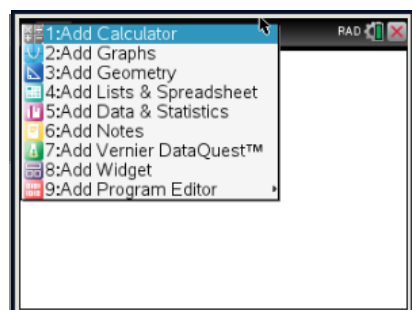 1:Add Calculator
RAD
2:Add Graphs
3:Add Geometry
4:Add Lists & Spreadsheet
5:Add Data & Statistics
6:Add Notes
7:Add Vernier DataQuest™
8:Add Widget
9:Add Program Editor